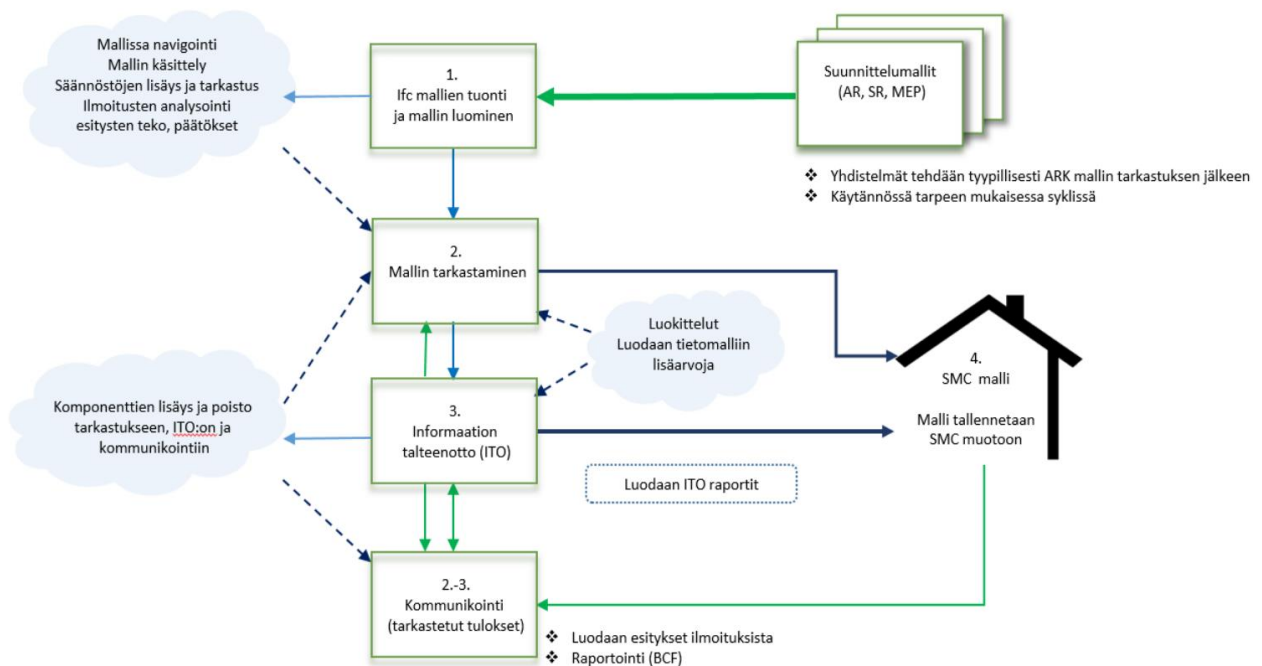 Mallissa navigointi
Mallin käsittely
Säännöstöjen lisäys ja tarkastus
Ilmoitusten analysointi
esitysten teko, päätökset
1.
Ifc mallien tuonti
ja mallin luominen
Suunnittelumallit
(AR, SR, MEP)
❖ Yhdistelmät tehdään tyypillisesti ARK mallin tarkastuksen jälkeen
❖ Käytännössä tarpeen mukaisessa syklissä
2.
Mallin tarkastaminen
Luokittelut
Luodaan tietomalliin
lisäarvoja
4.
SMC malli
Malli tallennetaan
SMC muotoon
Komponenttien lisäys ja poisto
tarkastukseen, ITO:on ja
kommunikointiin
3.
Informaation
talteenotto (ITO)
Luodaan ITO raportit
2.-3.
Kommunikointi
(tarkastetut tulokset)
❖ Luodaan esitykset ilmoituksista
❖ Raportointi (BCF)